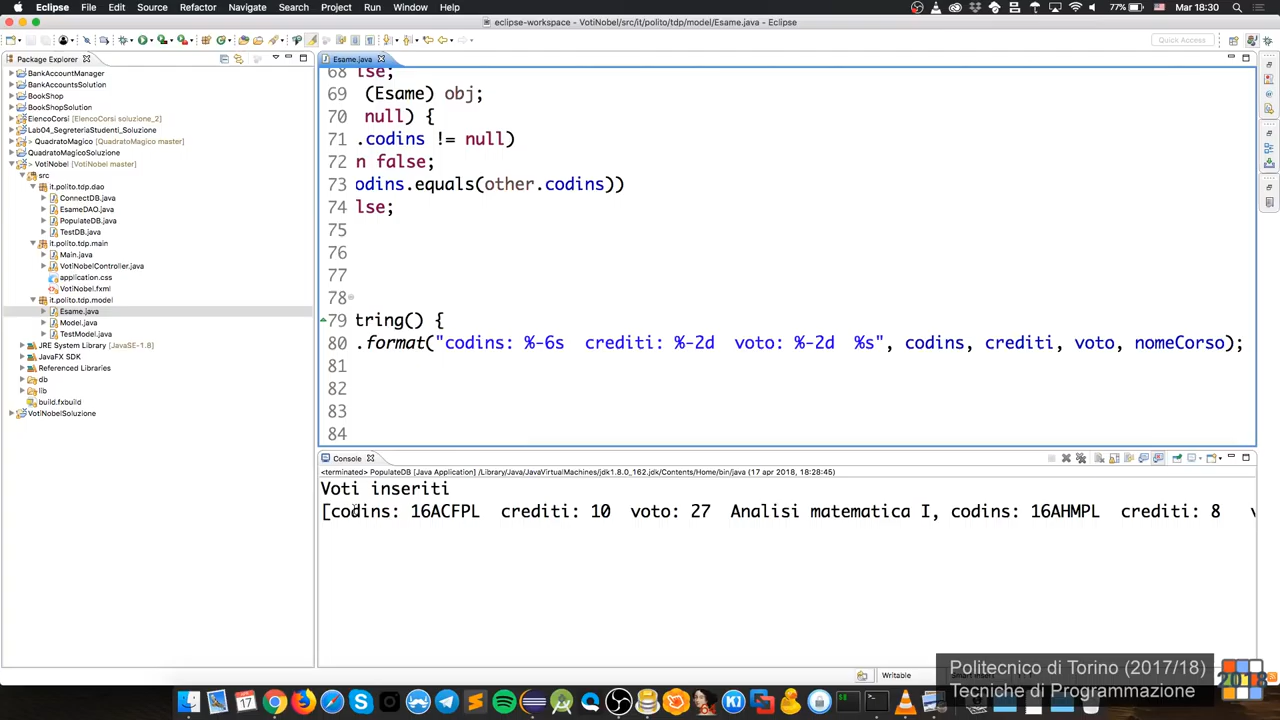 Eclipse File Edit Source Refactor Navigate Search Project Run Window Help 77% Mar 18:30
eclipse-workspace - VotiNobel/src/it/polito/tdp/model/Esame.java - Eclipse
Quick Access
Package Explorer
BankAccountManager
BankAccountsSolution
BookShop
BookShopSolution
ElencoCorsi [ElencoCorsi soluzione_2]
Lab04_SegreteriaStudenti_Soluzione
> QuadratoMagico [QuadratoMagico master]
QuadratoMagicoSoluzione
> VotiNobel [VotiNobel master]
src
it.polito.tdp.dao
ConnectDB.java
EsameDAO.java
PopulateDB.java
TestDB.java
it.polito.tdp.main
Main.java
VotiNobelController.java
application.css
VotiNobel.fxml
it.polito.tdp.model
Esame.java
Model.java
TestModel.java
JRE System Library [JavaSE-1.8]
JavaFX SDK
Referenced Libraries
db
lib
build.fxbuild
VotiNobelSoluzione
Esame.java
68 lse;
69 (Esame) obj;
70 null) {
71 .codins != null)
72 n false;
73 odins.equals(other.codins))
74 lse;
75
76
77
78
79 tring() {
80 .format("codins: %-6s crediti: %-2d voto: %-2d %s", codins, crediti, voto, nomeCorso);
81
82
83
84
Console
<terminated> PopulateDB [Java Application] /Library/Java/JavaVirtualMachines/jdk1.8.0_162.jdk/Contents/Home/bin/java (17 apr 2018, 18:28:45)
Voti inseriti
[codins: 16ACFPL crediti: 10 voto: 27 Analisi matematica I, codins: 16AHMPL crediti: 8
Writable
Politecnico di Torino (2017/18)
Tecniche di Programmazione
2018